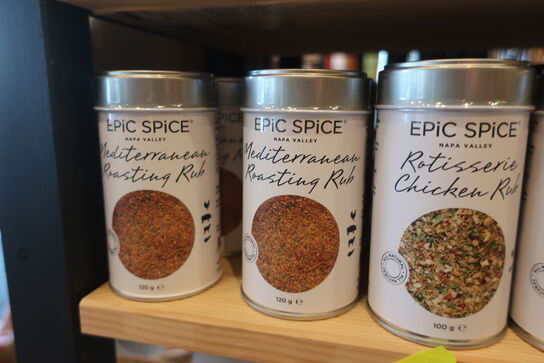 EPiC SPiCE®
NAPA VALLEY
Mediterranean
Roasting Rub
120 g ℮
EPiC SPiCE®
NAPA VALLEY
Mediterranean
Roasting Rub
120 g ℮
EPiC SPiCE®
NAPA VALLEY
Rotisserie
Chicken Rub
100 g ℮